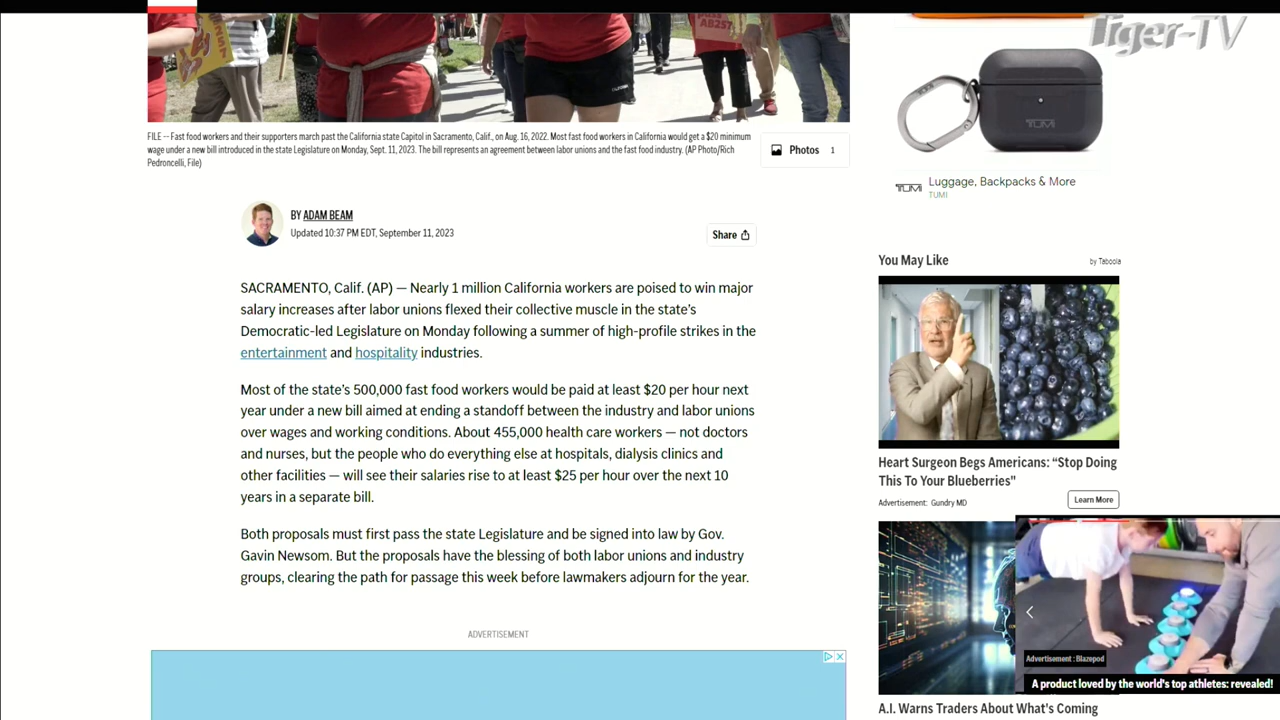 pass
AB257
Tiger-TV
TUMI
FILE -- Fast food workers and their supporters march past the California state Capitol in Sacramento, Calif., on Aug. 16, 2022. Most fast food workers in California would get a $20 minimum
wage under a new bill introduced in the state Legislature on Monday, Sept. 11, 2023. The bill represents an agreement between labor unions and the fast food industry. (AP Photo/Rich
Pedroncelli, File)
Photos 1
TUMI
Luggage, Backpacks & More
TUMI
BY ADAM BEAM
Updated 10:37 PM EDT, September 11, 2023
Share
SACRAMENTO, Calif. (AP) — Nearly 1 million California workers are poised to win major
salary increases after labor unions flexed their collective muscle in the state's
Democratic-led Legislature on Monday following a summer of high-profile strikes in the
entertainment and hospitality industries.
Most of the state's 500,000 fast food workers would be paid at least $20 per hour next
year under a new bill aimed at ending a standoff between the industry and labor unions
over wages and working conditions. About 455,000 health care workers — not doctors
and nurses, but the people who do everything else at hospitals, dialysis clinics and
other facilities — will see their salaries rise to at least $25 per hour over the next 10
years in a separate bill.
Both proposals must first pass the state Legislature and be signed into law by Gov.
Gavin Newsom. But the proposals have the blessing of both labor unions and industry
groups, clearing the path for passage this week before lawmakers adjourn for the year.
ADVERTISEMENT
You May Like
by Taboola
Heart Surgeon Begs Americans: “Stop Doing
This To Your Blueberries"
Advertisement: Gundry MD
Learn More
Advertisement : Blazepod
A product loved by the world's top athletes: revealed!
A.I. Warns Traders About What's Coming